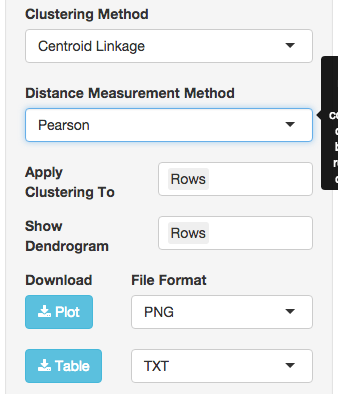 Clustering Method
Centroid Linkage
Distance Measurement Method
Pearson
Apply
Clustering To
Rows
Show
Dendrogram
Rows
Download
File Format
Plot
PNG
Table
TXT